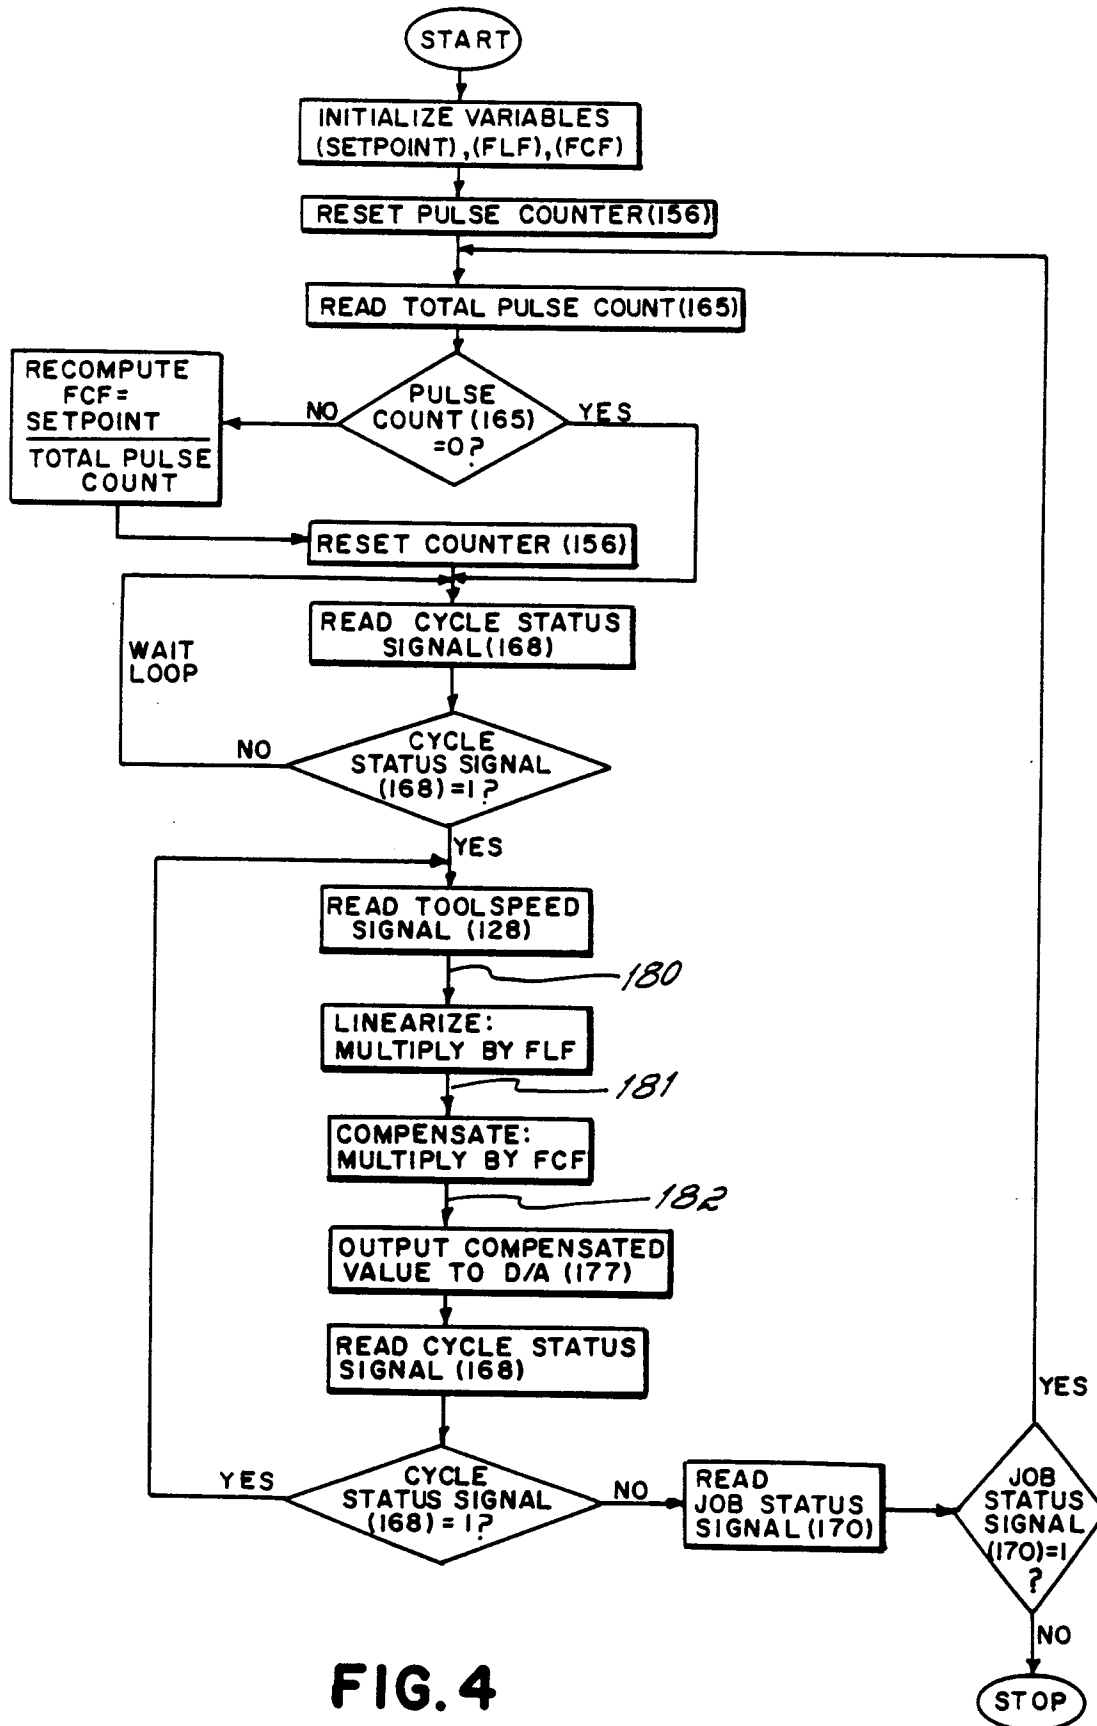 START
INITIALIZE VARIABLES
(SETPOINT),(FLF),(FCF)
RESET PULSE COUNTER(156)
READ TOTAL PULSE COUNT(165)
RECOMPUTE
FCF=
SETPOINT
TOTAL PULSE
COUNT
NO
PULSE
COUNT(165)
=0?
YES
RESET COUNTER (156)
READ CYCLE STATUS
SIGNAL(168)
WAIT
LOOP
NO
CYCLE
STATUS SIGNAL
(168)=1?
YES
READ TOOLSPEED
SIGNAL (128)
180
LINEARIZE:
MULTIPLY BY FLF
181
COMPENSATE:
MULTIPLY BY FCF
182
OUTPUT COMPENSATED
VALUE TO D/A (177)
READ CYCLE STATUS
SIGNAL (168)
YES
CYCLE
STATUS SIGNAL
(168)=1?
NO
READ
JOB STATUS
SIGNAL(170)
YES
JOB
STATUS
SIGNAL
(170)=1
?
NO
STOP
FIG. 4